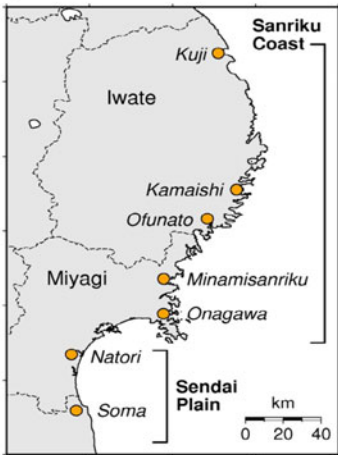 Sanriku
Coast
Kuji
Iwate
Kamaishi
Ofunato
Miyagi
Minamisanriku
Onagawa
Natori
Sendai
Plain
Soma
km
0 20 40